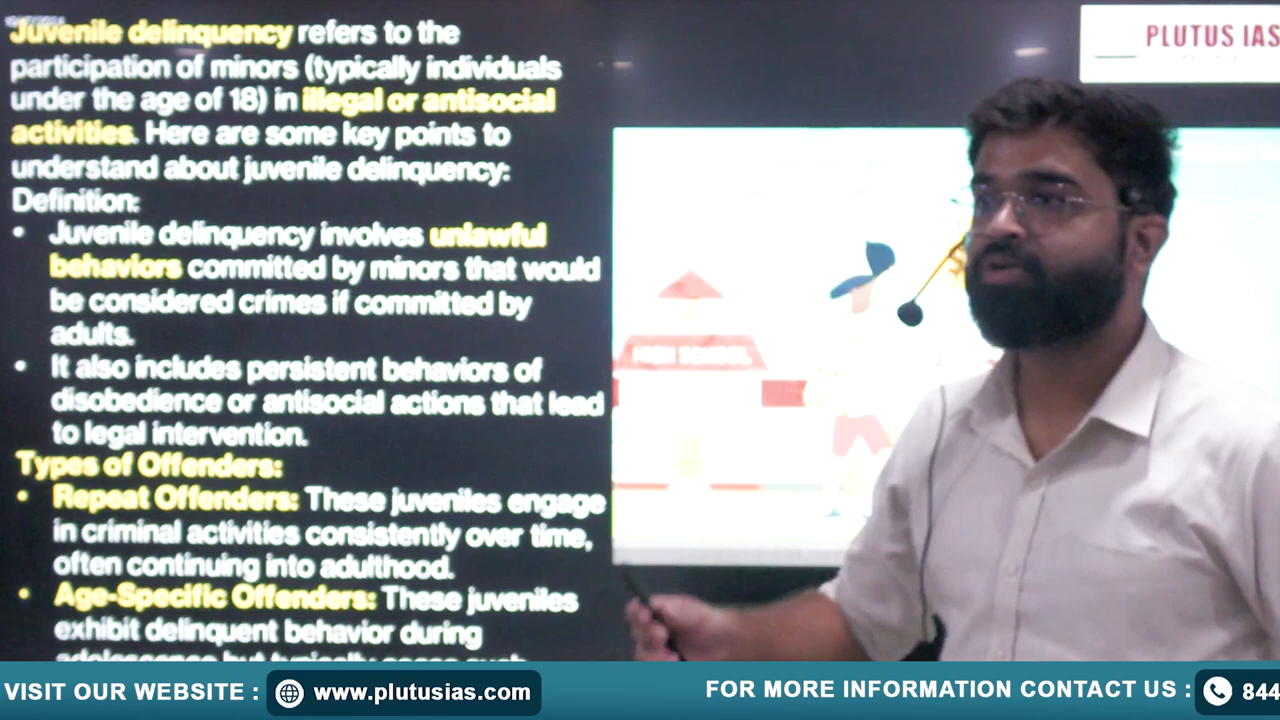 Juvenile delinquency refers to the
participation of minors (typically individuals
under the age of 18) in illegal or antisocial
activities. Here are some key points to
understand about juvenile delinquency:
Definition:
• Juvenile delinquency involves unlawful
behaviors committed by minors that would
be considered crimes if committed by
adults.
• It also includes persistent behaviors of
disobedience or antisocial actions that lead
to legal intervention.
Types of Offenders:
• Repeat Offenders: These juveniles engage
in criminal activities consistently over time,
often continuing into adulthood.
• Age-Specific Offenders: These juveniles
exhibit delinquent behavior during
adolescence but typically cease such
PLUTUS IAS
HIGH SCHOOL
VISIT OUR WEBSITE : www.plutusias.com
FOR MORE INFORMATION CONTACT US : 844